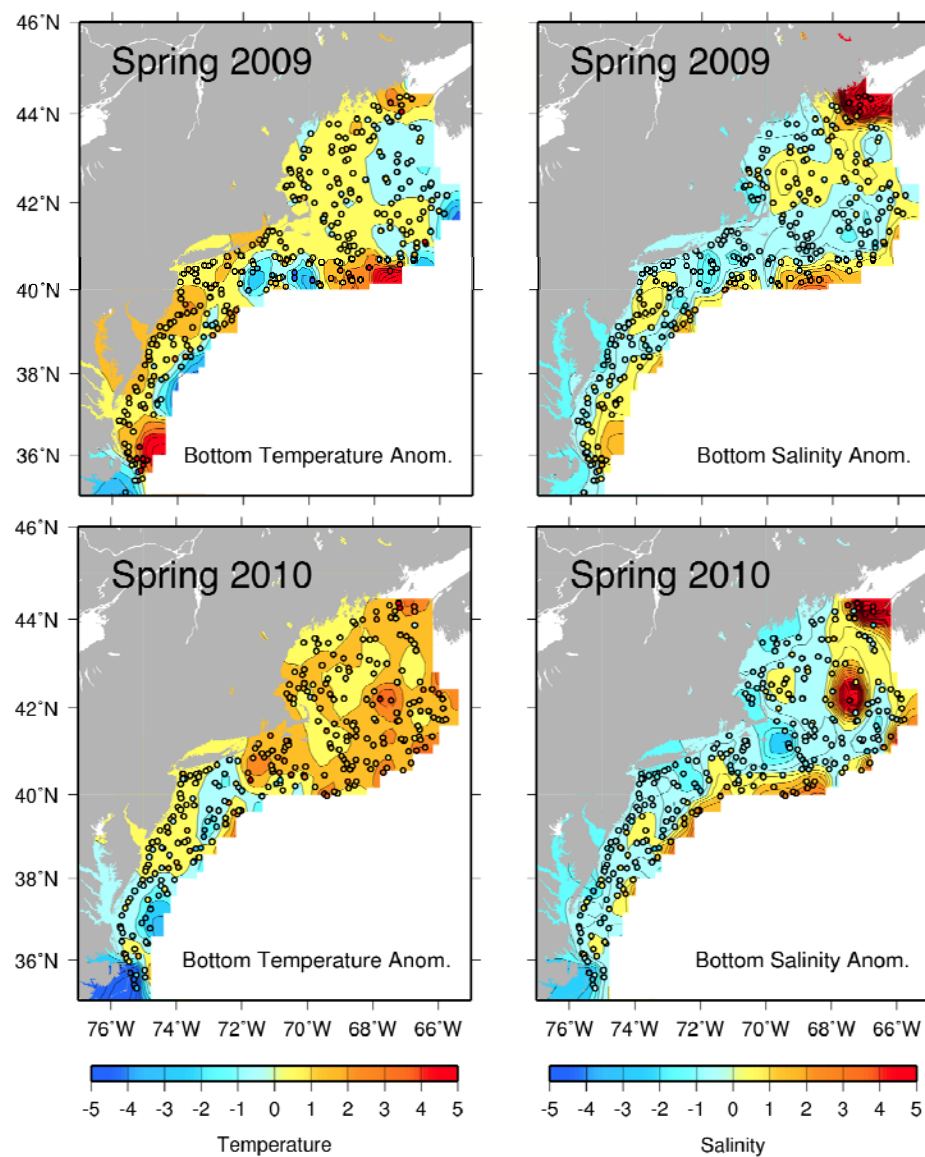 46°N
44°N
42°N
40°N
38°N
36°N
Spring 2009
Bottom Temperature Anom.
Spring 2009
Bottom Salinity Anom.
46°N
44°N
42°N
40°N
38°N
36°N
Spring 2010
Bottom Temperature Anom.
Spring 2010
Bottom Salinity Anom.
76°W 74°W 72°W 70°W 68°W 66°W
76°W 74°W 72°W 70°W 68°W 66°W
-5 -4 -3 -2 -1 0 1 2 3 4 5
Temperature
-5 -4 -3 -2 -1 0 1 2 3 4 5
Salinity